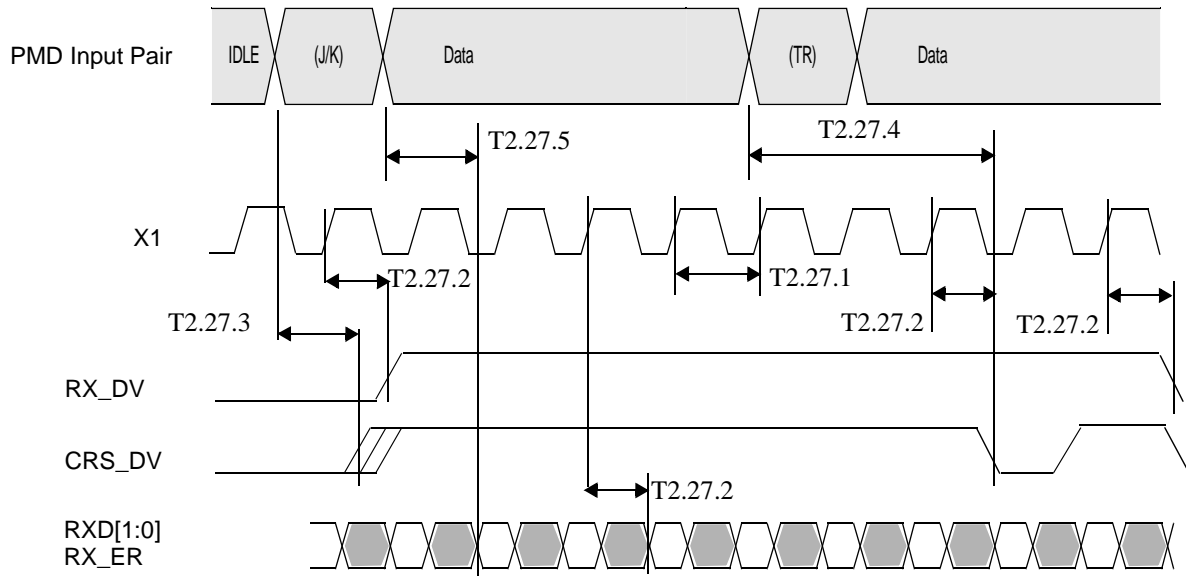 PMD Input Pair
IDLE (J/K) Data (TR) Data
T2.27.5 T2.27.4
X1
T2.27.2 T2.27.1
T2.27.3 T2.27.2 T2.27.2
RX_DV
CRS_DV
T2.27.2
RXD[1:0]
RX_ER